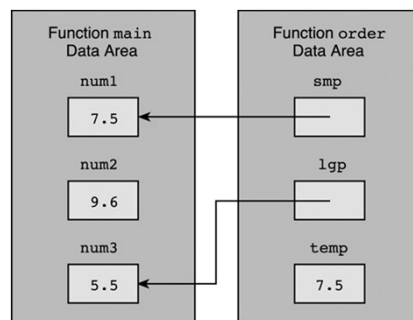 Function main
Data Area
num1
7.5
num2
9.6
num3
5.5
Function order
Data Area
smp
lgp
temp
7.5